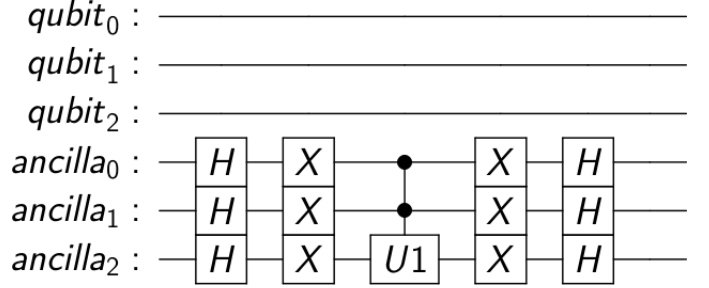 qubit₀ :
qubit₁ :
qubit₂ :
ancilla₀ : H X X H
ancilla₁ : H X X H
ancilla₂ : H X U1 X H